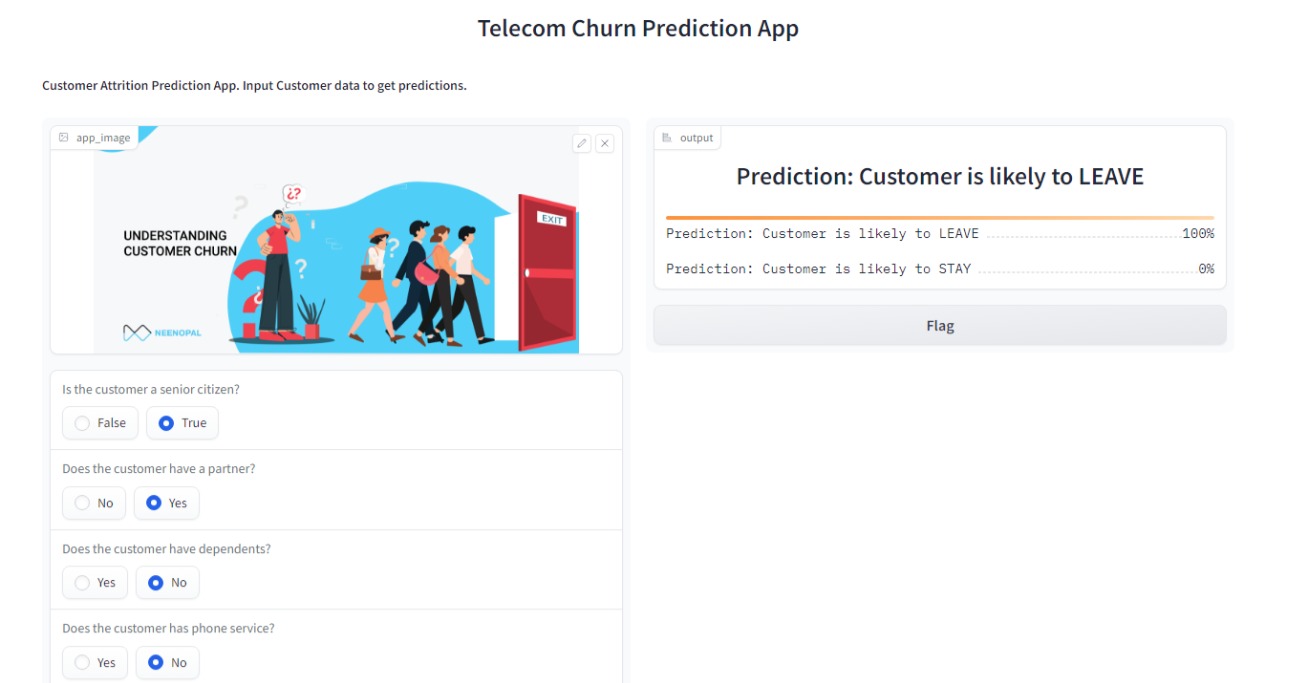 Telecom Churn Prediction App
Customer Attrition Prediction App. Input Customer data to get predictions.
app_image
¿?
?
EXIT
UNDERSTANDING
CUSTOMER CHURN
?
?
?
¿
NEENOPAL
Is the customer a senior citizen?
False True
Does the customer have a partner?
No Yes
Does the customer have dependents?
Yes No
Does the customer has phone service?
Yes No
output
Prediction: Customer is likely to LEAVE
Prediction: Customer is likely to LEAVE 100%
Prediction: Customer is likely to STAY 0%
Flag